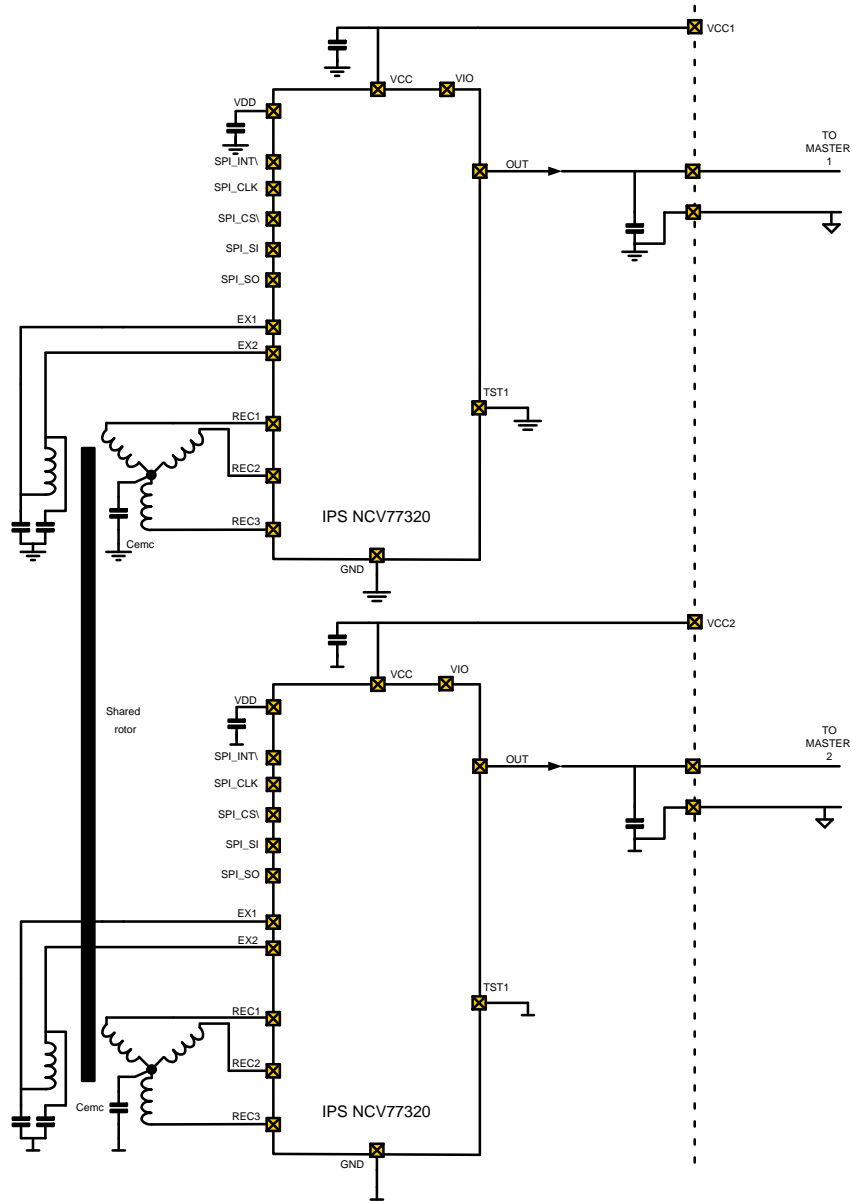 VCC1
VCC
VIO
VDD
SPI_INT\
OUT
TO
MASTER
1
SPI_CLK
SPI_CS\
SPI_SI
SPI_SO
EX1
EX2
TST1
REC1
REC2
REC3
IPS NCV77320
Cemc
GND
VCC2
VCC
VIO
VDD
Shared
rotor
SPI_INT\
OUT
TO
MASTER
2
SPI_CLK
SPI_CS\
SPI_SI
SPI_SO
EX1
EX2
TST1
REC1
REC2
Cemc
REC3
IPS NCV77320
GND